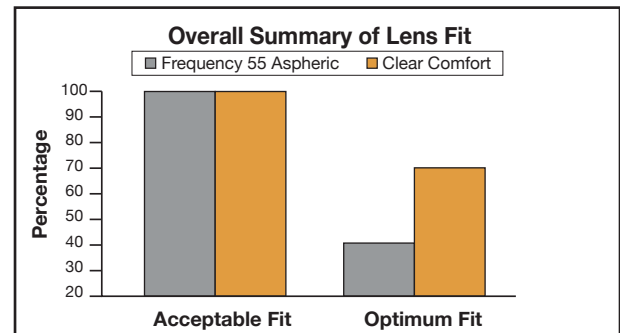 Overall Summary of Lens Fit
Frequency 55 Aspheric Clear Comfort
Percentage
100
90
80
70
60
50
40
30
20
Acceptable Fit Optimum Fit